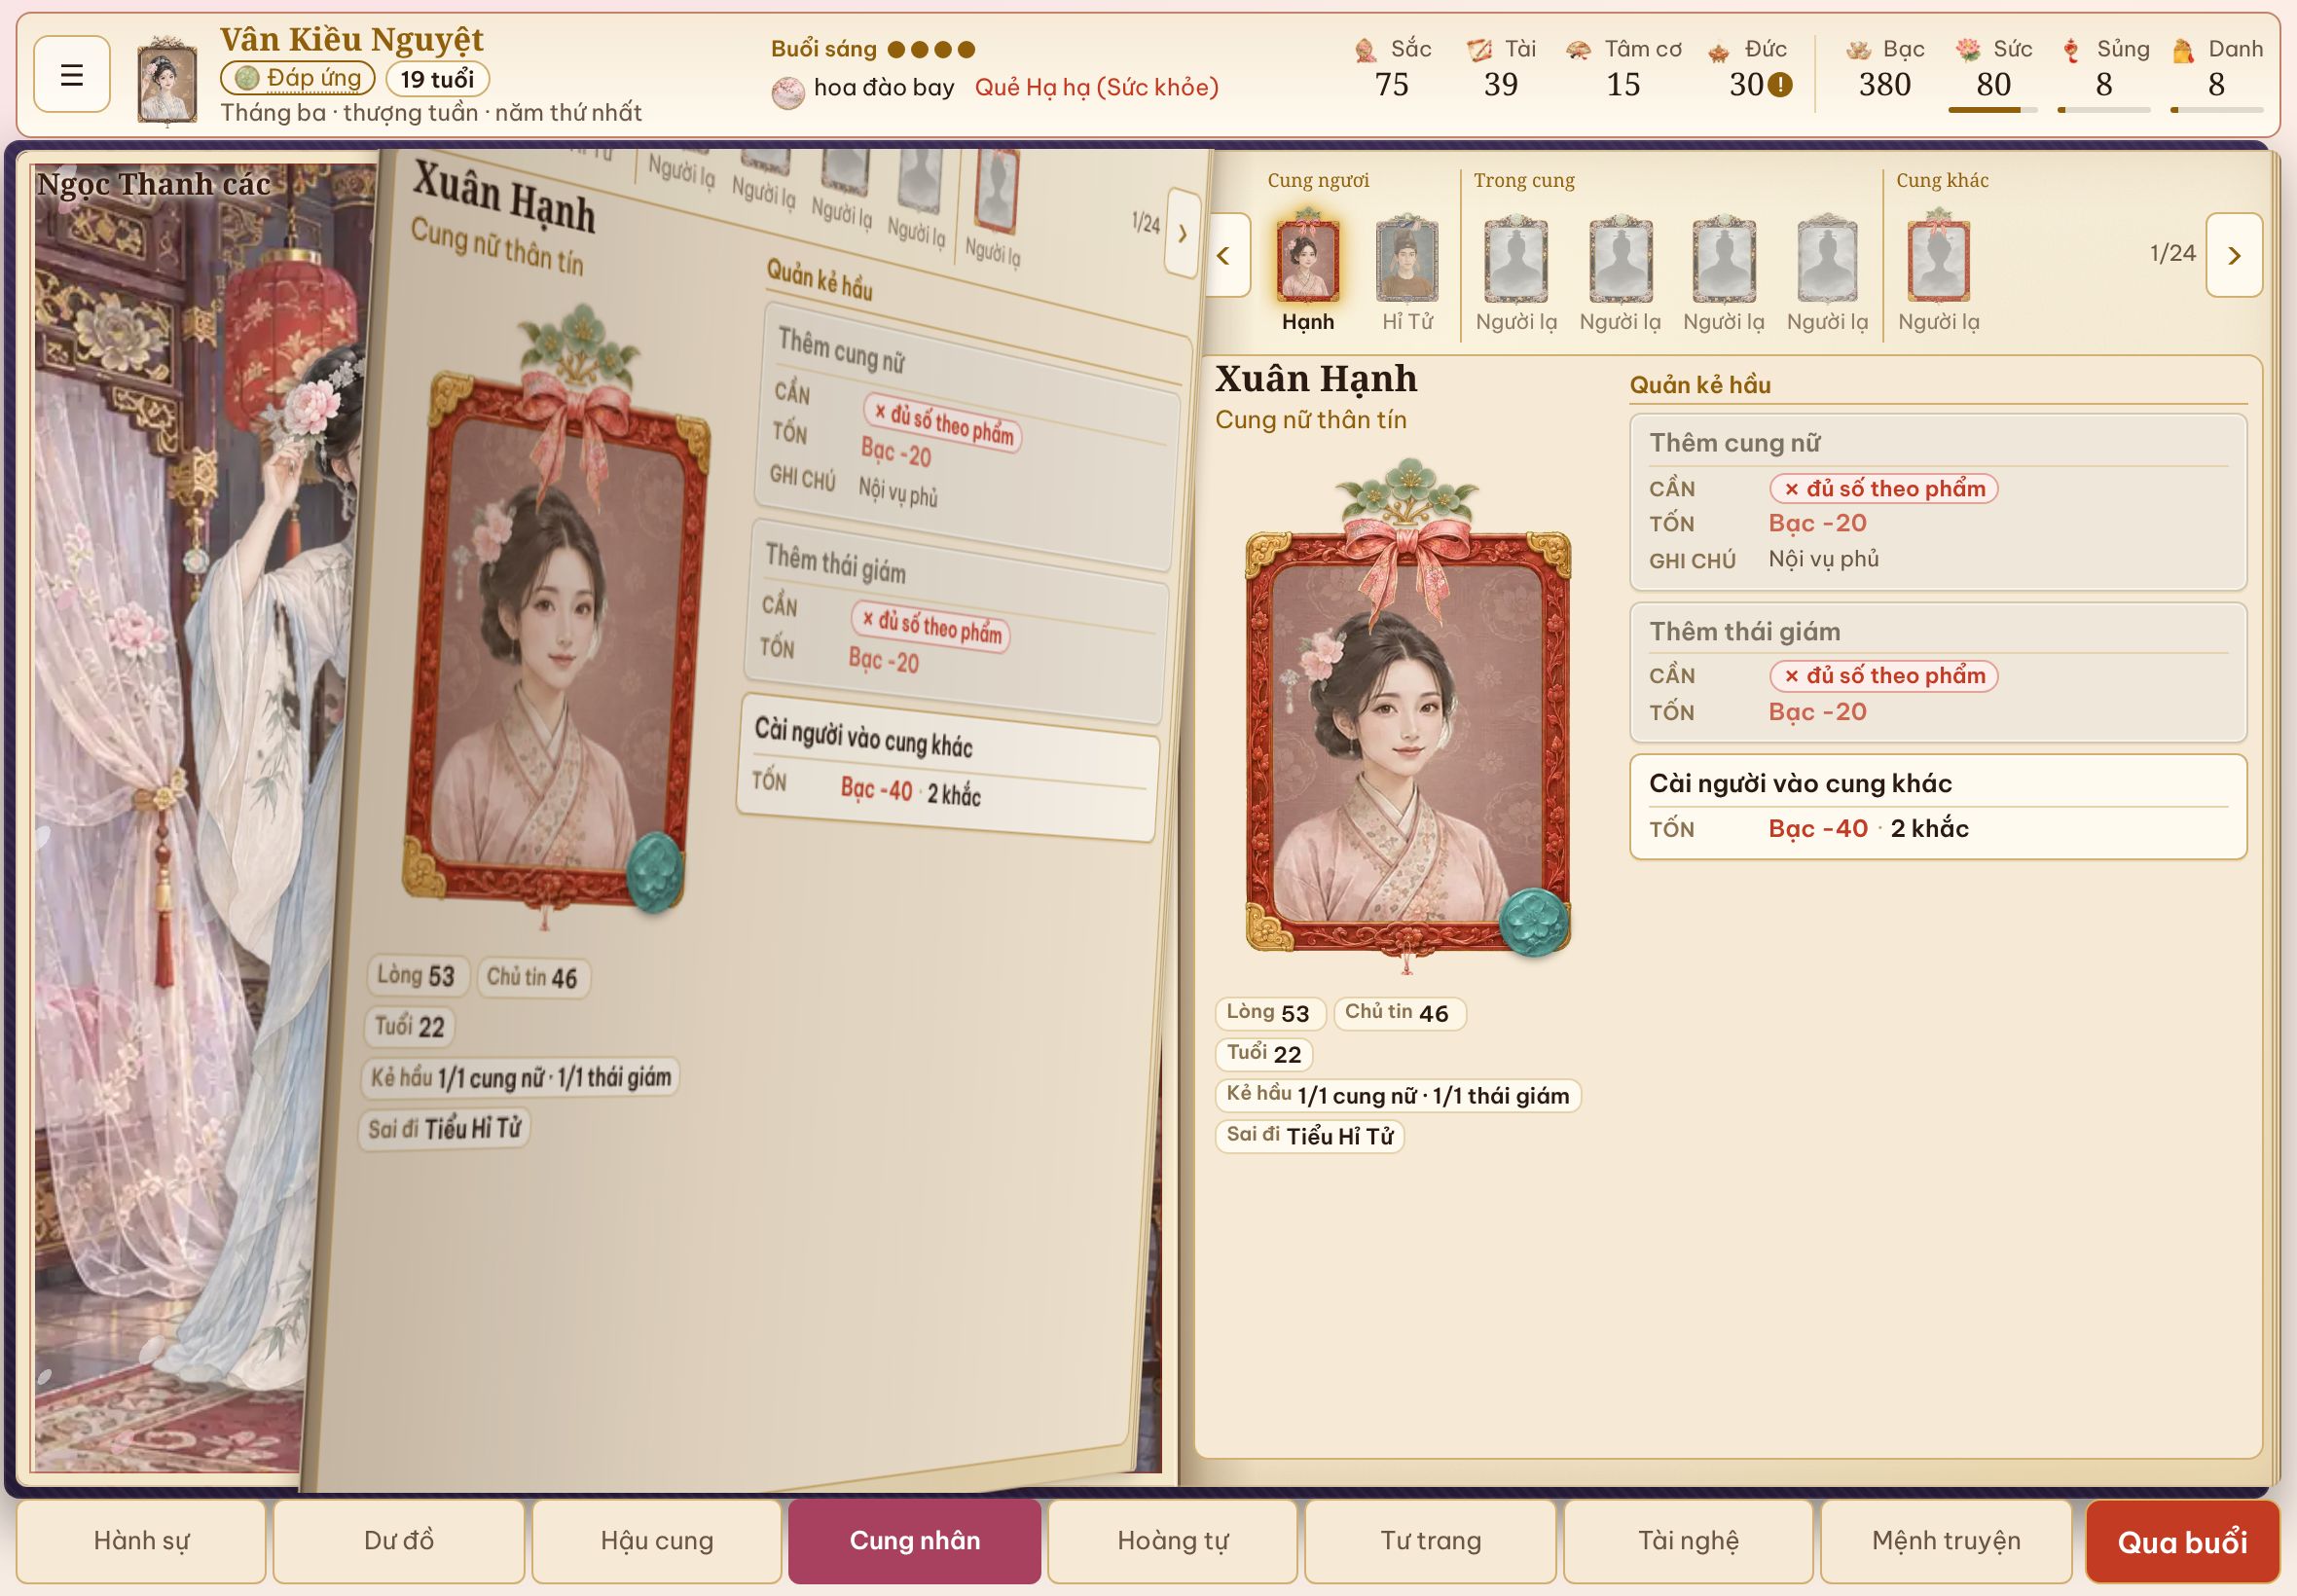 Vân Kiều Nguyệt
Đáp ứng
19 tuổi
Tháng ba · thượng tuần · năm thứ nhất
Buổi sáng
hoa đào bay Quẻ Hạ hạ (Sức khỏe)
Sắc 75
Tài 39
Tâm cơ 15
Đức 30 !
Bạc 380
Sức 80
Sủng 8
Danh 8
Ngọc Thanh các
Người lạ
Người lạ
Người lạ
Người lạ
Người lạ
1/24
Xuân Hạnh
Cung nữ thân tín
Quản kẻ hầu
Thêm cung nữ
CẦN × đủ số theo phẩm
TỐN Bạc -20
GHI CHÚ Nội vụ phủ
Thêm thái giám
CẦN × đủ số theo phẩm
TỐN Bạc -20
Cài người vào cung khác
TỐN Bạc -40 · 2 khắc
Lòng 53 Chủ tin 46
Tuổi 22
Kẻ hầu 1/1 cung nữ · 1/1 thái giám
Sai đi Tiểu Hỉ Tử
Cung ngươi
Trong cung
Cung khác
Hạnh
Hỉ Tử
Người lạ
Người lạ
Người lạ
Người lạ
Người lạ
1/24
Xuân Hạnh
Cung nữ thân tín
Quản kẻ hầu
Thêm cung nữ
CẦN × đủ số theo phẩm
TỐN Bạc -20
GHI CHÚ Nội vụ phủ
Thêm thái giám
CẦN × đủ số theo phẩm
TỐN Bạc -20
Cài người vào cung khác
TỐN Bạc -40 · 2 khắc
Lòng 53 Chủ tin 46
Tuổi 22
Kẻ hầu 1/1 cung nữ · 1/1 thái giám
Sai đi Tiểu Hỉ Tử
Hành sự
Dư đồ
Hậu cung
Cung nhân
Hoàng tự
Tư trang
Tài nghệ
Mệnh truyện
Qua buổi